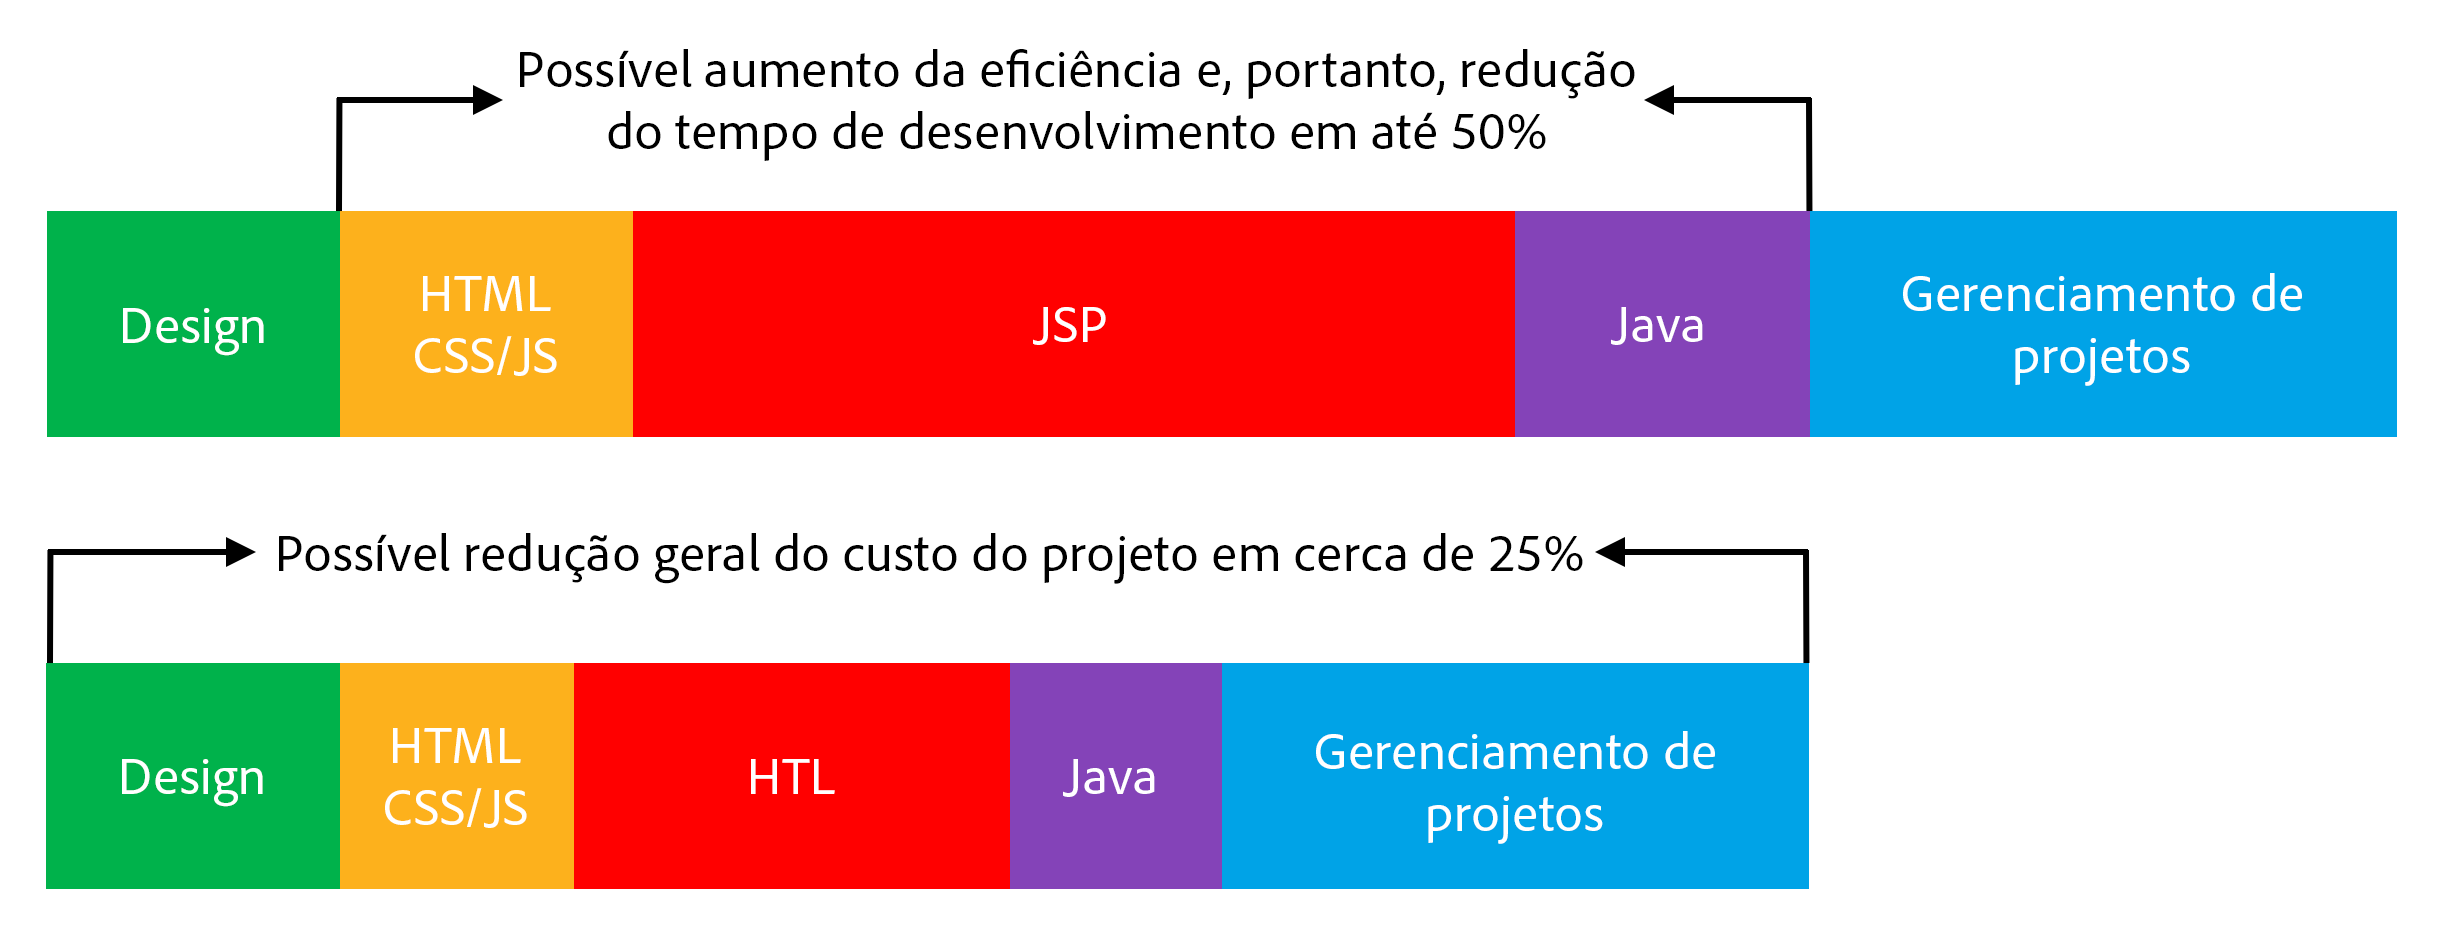 Possível aumento da eficiência e, portanto, redução
do tempo de desenvolvimento em até 50%
Design
HTML
CSS/JS
JSP
Java
Gerenciamento de
projetos
Possível redução geral do custo do projeto em cerca de 25%
Design
HTML
CSS/JS
HTL
Java
Gerenciamento de
projetos